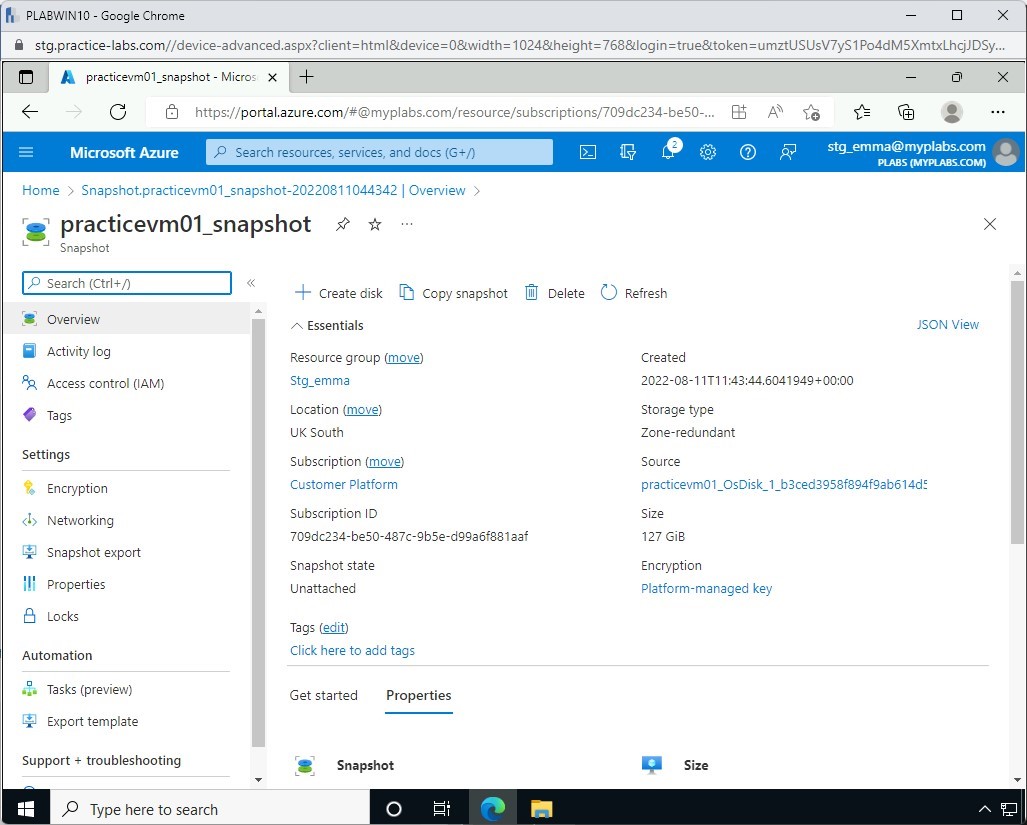 PLABWIN10 - Google Chrome
stg.practice-labs.com//device-advanced.aspx?client=html&device=0&width=1024&height=768&login=true&token=umztUSUsV7yS1Po4dM5XmtxLhcjJDSy...
practicevm01_snapshot - Micros
https://portal.azure.com/#@myplabs.com/resource/subscriptions/709dc234-be50-...
Microsoft Azure
Search resources, services, and docs (G+/)
2
stg_emma@myplabs.com
PLABS (MYPLABS.COM)
Home > Snapshot.practicevm01_snapshot-20220811044342 | Overview >
practicevm01_snapshot
Snapshot
Search (Ctrl+/)
Overview
Activity log
Access control (IAM)
Tags
Settings
Encryption
Networking
Snapshot export
Properties
Locks
Automation
Tasks (preview)
Export template
Support + troubleshooting
Create disk Copy snapshot Delete Refresh
Essentials
JSON View
Resource group (move)
Stg_emma
Location (move)
UK South
Subscription (move)
Customer Platform
Subscription ID
709dc234-be50-487c-9b5e-d99a6f881aaf
Snapshot state
Unattached
Created
2022-08-11T11:43:44.6041949+00:00
Storage type
Zone-redundant
Source
practicevm01_OsDisk_1_b3ced3958f894f9ab614d5
Size
127 GiB
Encryption
Platform-managed key
Tags (edit)
Click here to add tags
Get started Properties
Snapshot
Size
Type here to search